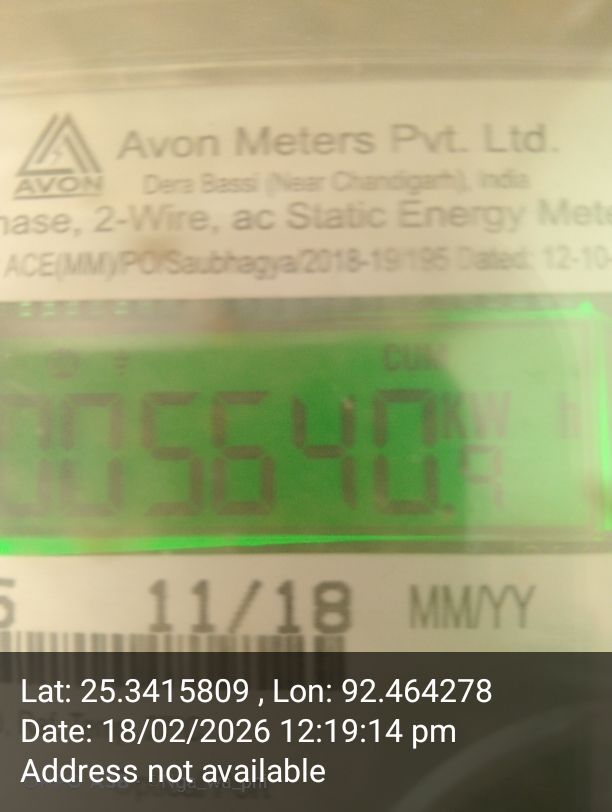 Avon Meters Pvt. Ltd.
AVON
Dera Bassi (Near Chandigarh), India
hase, 2-Wire, ac Static Energy Mete
ACE(MM)/PO/Saubhagya/2018-19/195 Dated: 12-10-
CUM
005640.9 KW h
5 11/18 MM/YY
Lat: 25.3415809 , Lon: 92.464278
Date: 18/02/2026 12:19:14 pm
Address not available